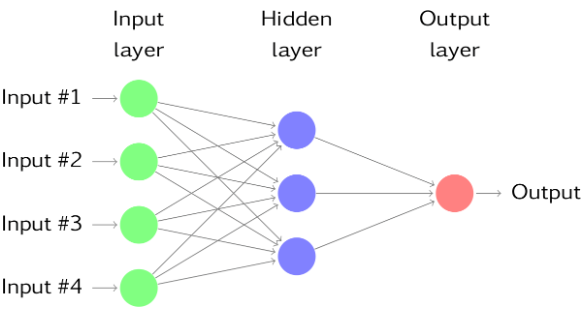 Input
layer
Hidden
layer
Output
layer
Input #1
Input #2
Input #3
Input #4
Output